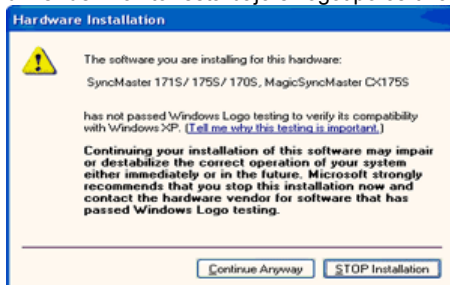 Hardware Installation
The software you are installing for this hardware:
SyncMaster 171S/ 175S/ 170S, MagicSyncMaster CX175S
has not passed Windows Logo testing to verify its compatibility
with Windows XP. (Tell me why this testing is important.)
Continuing your installation of this software may impair
or destabilize the correct operation of your system
either immediately or in the future. Microsoft strongly
recommends that you stop this installation now and
contact the hardware vendor for software that has
passed Windows Logo testing.
Continue Anyway
STOP Installation